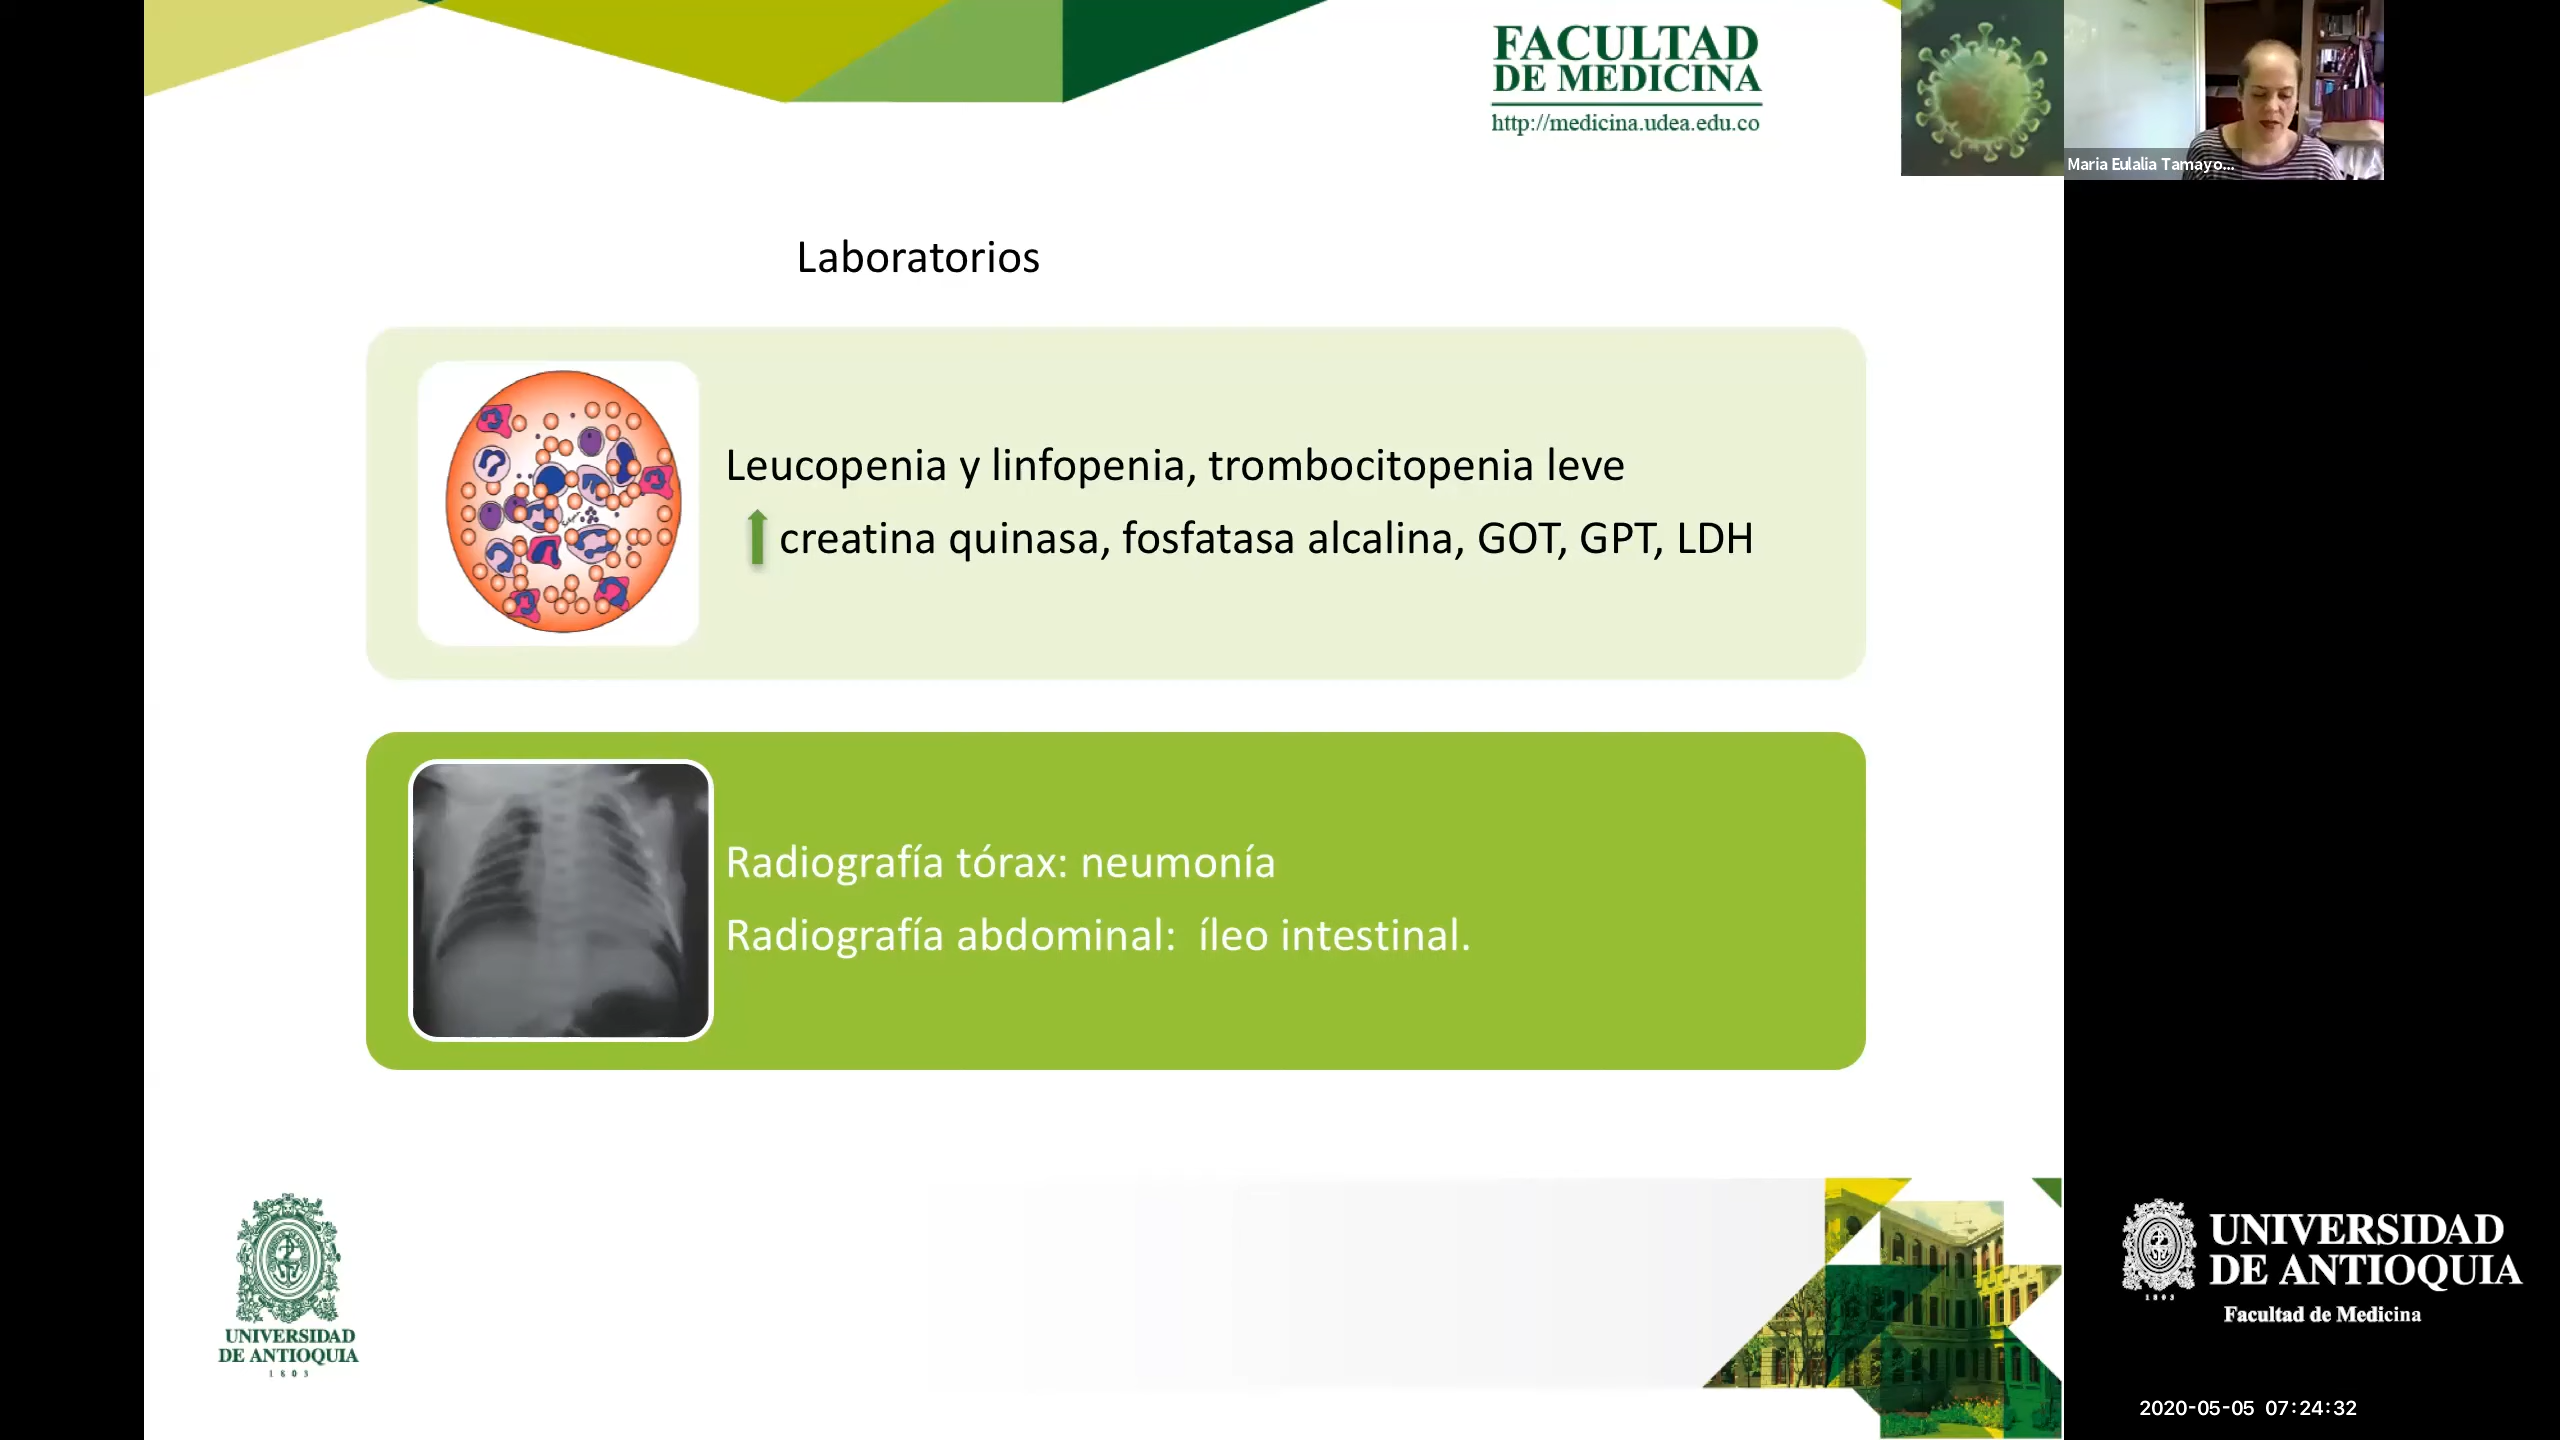 FACULTAD
DE MEDICINA
http://medicina.udea.edu.co
Maria Eulalia Tamayo...
Laboratorios
Leucopenia y linfopenia, trombocitopenia leve
creatina quinasa, fosfatasa alcalina, GOT, GPT, LDH
Radiografía tórax: neumonía
Radiografía abdominal: íleo intestinal.
UNIVERSIDAD
DE ANTIOQUIA
1803
UNIVERSIDAD
DE ANTIOQUIA
1803
Facultad de Medicina
2020-05-05 07:24:32